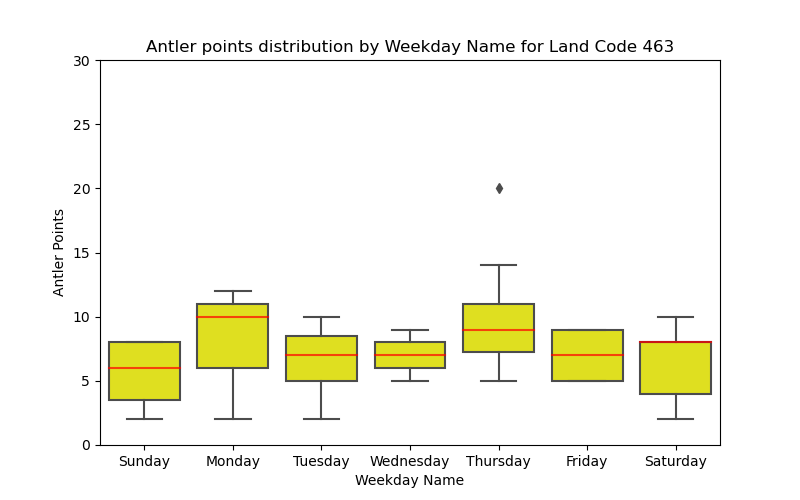 Antler points distribution by Weekday Name for Land Code 463
30
25
20
15
10
5
0
Antler Points
Sunday Monday Tuesday Wednesday Thursday Friday Saturday
Weekday Name